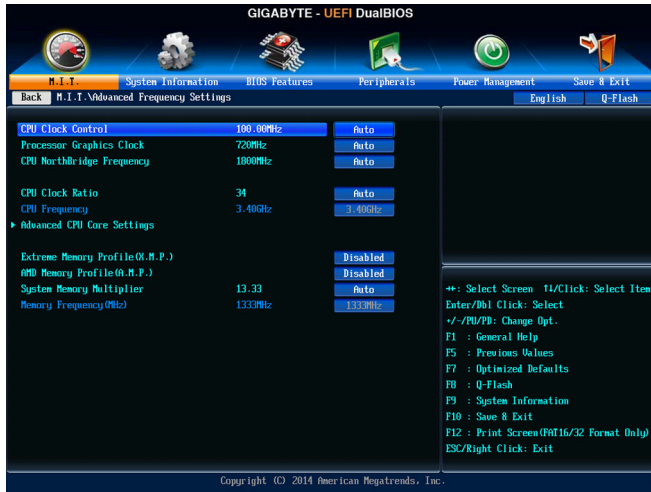 GIGABYTE - UEFI DualBIOS
M.I.T. System Information BIOS Features Peripherals Power Management Save & Exit
Back M.I.T.\Advanced Frequency Settings English Q-Flash
CPU Clock Control 100.00MHz Auto
Processor Graphics Clock 720MHz Auto
CPU NorthBridge Frequency 1800MHz Auto
CPU Clock Ratio 34 Auto
CPU Frequency 3.40GHz 3.40GHz
Advanced CPU Core Settings
Extreme Memory Profile(X.M.P.) Disabled
AMD Memory Profile(A.M.P.) Disabled
System Memory Multiplier 13.33 Auto
Memory Frequency(MHz) 1333MHz 1333MHz
→←: Select Screen ↑↓/Click: Select Item
Enter/Dbl Click: Select
+/-/PU/PD: Change Opt.
F1 : General Help
F5 : Previous Values
F7 : Optimized Defaults
F8 : Q-Flash
F9 : System Information
F10 : Save & Exit
F12 : Print Screen(FAT16/32 Format Only)
ESC/Right Click: Exit
Copyright (C) 2014 American Megatrends, Inc.